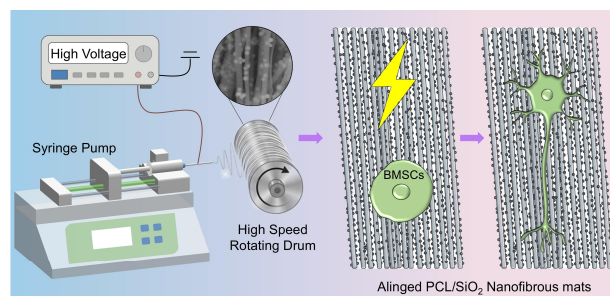 High Voltage
Syringe Pump
High Speed
Rotating Drum
BMSCs
Alinged PCL/SiO₂ Nanofibrous mats